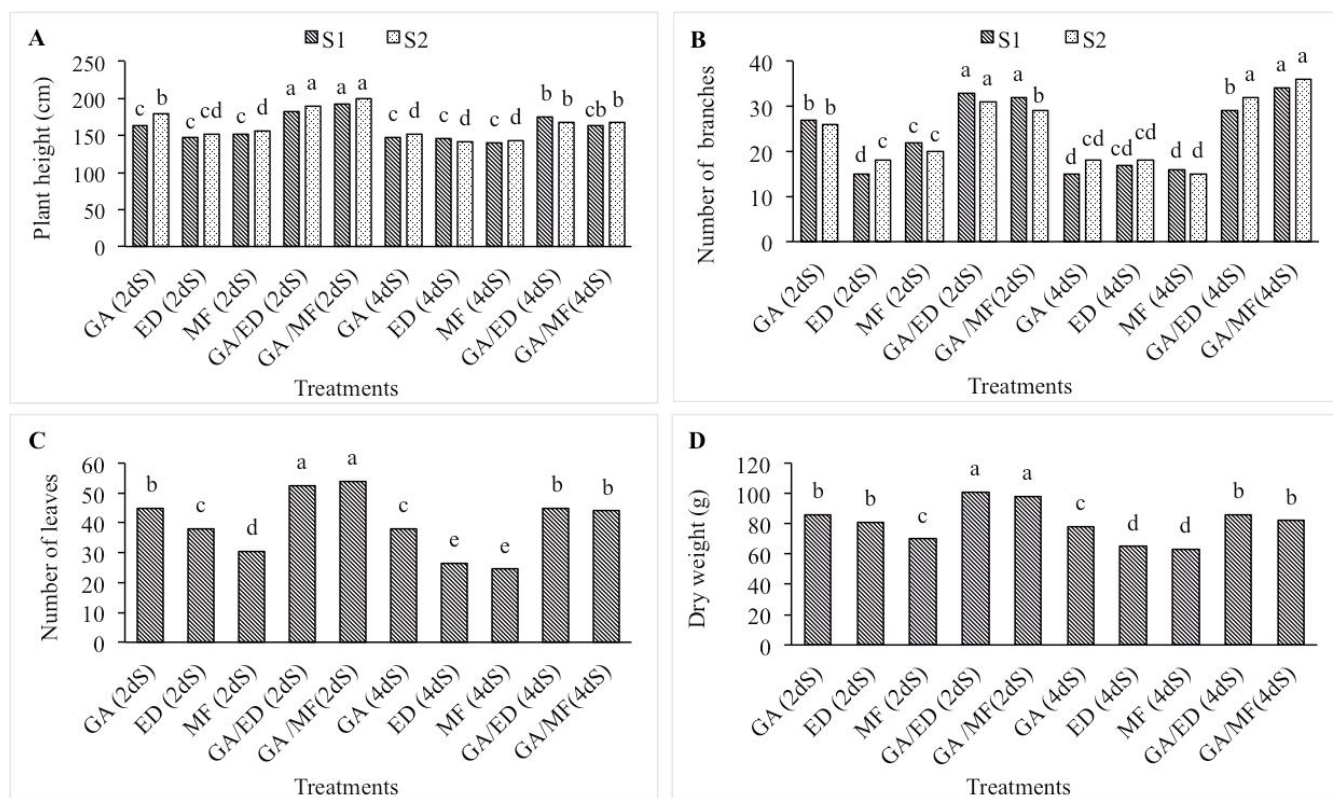 A
S1 S2
Plant height (cm)
250
200
150
100
50
0
c b c cd c d a a a a c d c d c d b b cb b
GA (2dS)
ED (2dS)
MF (2dS)
GA/ED (2dS)
GA /MF(2dS)
GA (4dS)
ED (4dS)
MF (4dS)
GA/ED (4dS)
GA/MF(4dS)
Treatments
B
S1 S2
Number of branches
40
30
20
10
0
b b d c c c a a a b d cd cd cd d d b a a a
GA (2dS)
ED (2dS)
MF (2dS)
GA/ED (2dS)
GA /MF(2dS)
GA (4dS)
ED (4dS)
MF (4dS)
GA/ED (4dS)
GA/MF(4dS)
Treatments
C
Number of leaves
60
50
40
30
20
10
0
b c d a a c e e b b
GA (2dS)
ED (2dS)
MF (2dS)
GA/ED (2dS)
GA /MF(2dS)
GA (4dS)
ED (4dS)
MF (4dS)
GA/ED (4dS)
GA/MF(4dS)
Treatments
D
Dry weight (g)
120
100
80
60
40
20
0
b b c a a c d d b b
GA (2dS)
ED (2dS)
MF (2dS)
GA/ED (2dS)
GA /MF(2dS)
GA (4dS)
ED (4dS)
MF (4dS)
GA/ED (4dS)
GA/MF(4dS)
Treatments